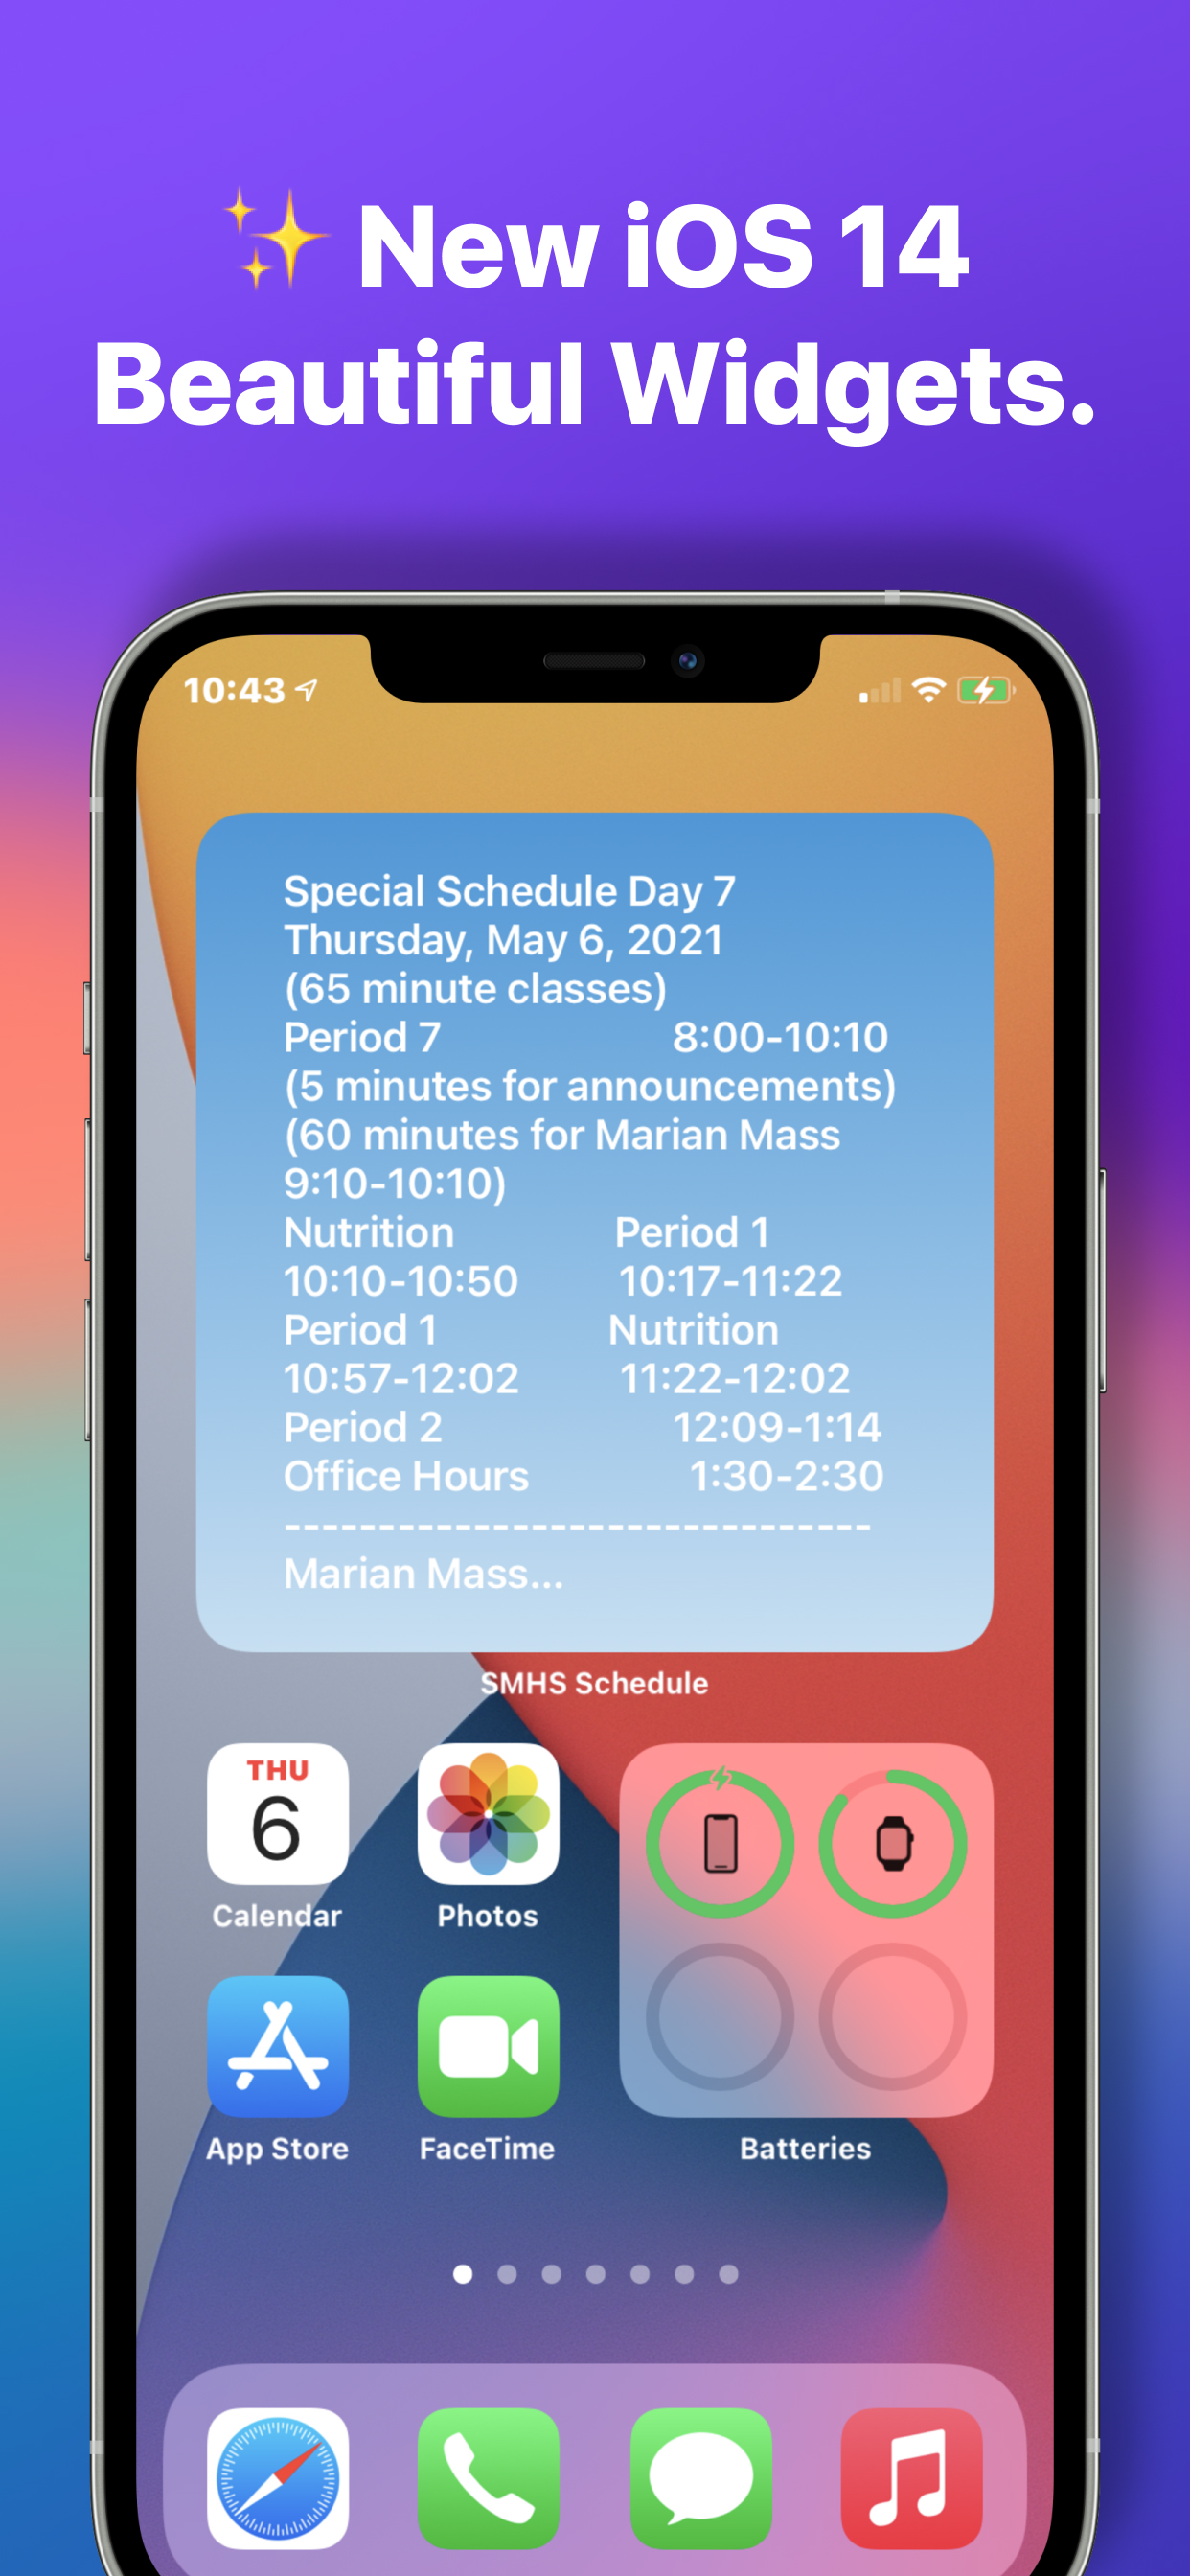 ✨ New iOS 14
Beautiful Widgets.
10:43
Special Schedule Day 7
Thursday, May 6, 2021
(65 minute classes)
Period 7 8:00-10:10
(5 minutes for announcements)
(60 minutes for Marian Mass
9:10-10:10)
Nutrition Period 1
10:10-10:50 10:17-11:22
Period 1 Nutrition
10:57-12:02 11:22-12:02
Period 2 12:09-1:14
Office Hours 1:30-2:30
-------------------------------
Marian Mass...
SMHS Schedule
THU
6
Calendar Photos
App Store FaceTime Batteries